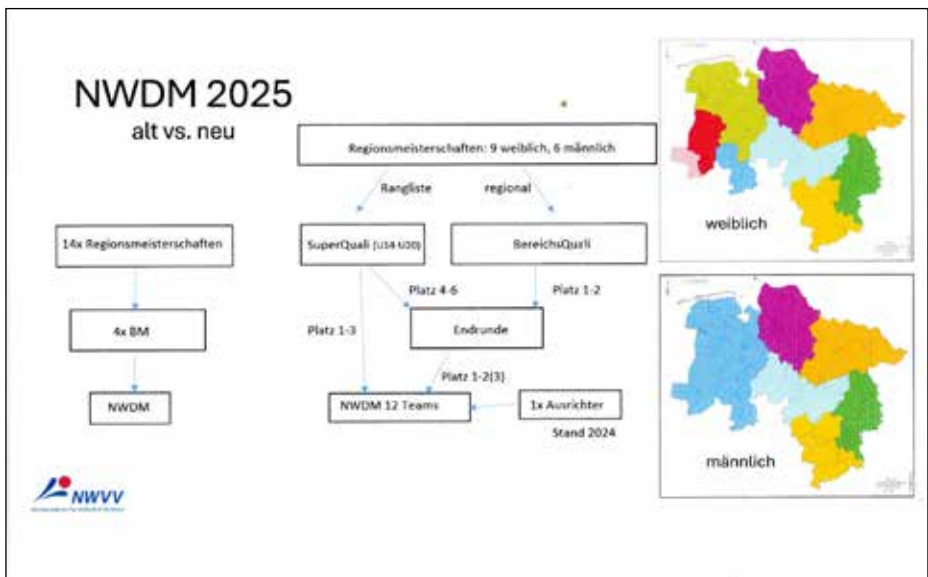 NWDM 2025
alt vs. neu
14x Regionsmeisterschaften
4x BM
NWDM
Regionsmeisterschaften: 9 weiblich, 6 männlich
Rangliste
regional
SuperQuali (U14-U20)
BereichsQuali
Platz 4-6
Platz 1-2
Platz 1-3
Endrunde
Platz 1-2(3)
NWDM 12 Teams
1x Ausrichter
Stand 2024
weiblich
männlich
NWVV